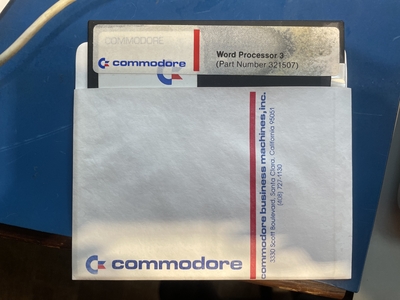 COMMODORE
commodore
Word Processor 3
(Part Number 321507)
commodore
commodore business machines, inc.
3330 Scott Boulevard, Santa Clara, California 95051
(408) 727-1130